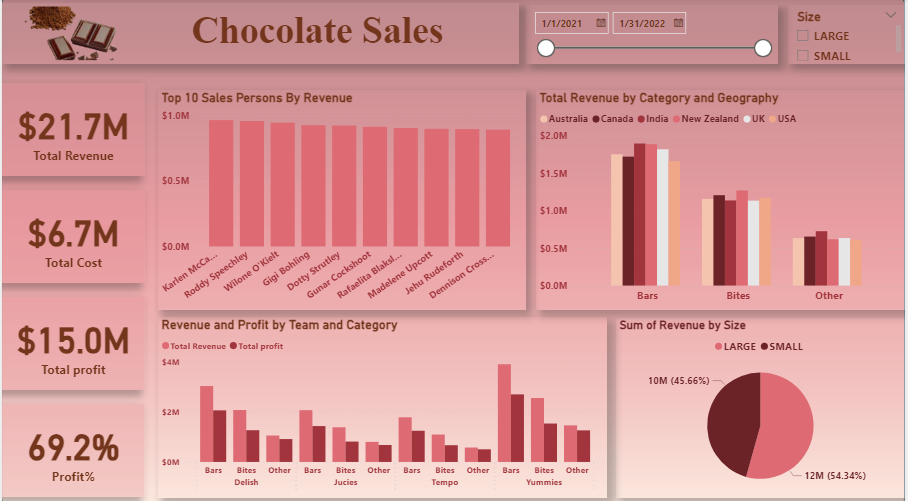 Chocolate Sales
1/1/2021
1/31/2022
Size
LARGE
SMALL
$21.7M
Total Revenue
$6.7M
Total Cost
$15.0M
Total profit
69.2%
Profit%
Top 10 Sales Persons By Revenue
$1.0M
$0.5M
$0.0M
Karlen McCa...
Roddy Speechley
Wilone O'Kielt
Gigi Bohling
Dotty Strutley
Gunar Cockshoot
Rafaelita Blaksl...
Madelene Upcott
Jehu Rudeforth
Dennison Cross...
Total Revenue by Category and Geography
Australia Canada India New Zealand UK USA
$2.0M
$1.5M
$1.0M
$0.5M
$0.0M
Bars Bites Other
Revenue and Profit by Team and Category
Total Revenue Total profit
$4M
$2M
$0M
Bars Bites Other Bars Bites Other Bars Bites Other Bars Bites Other
Delish Jucies Tempo Yummies
Sum of Revenue by Size
LARGE SMALL
10M (45.66%)
12M (54.34%)